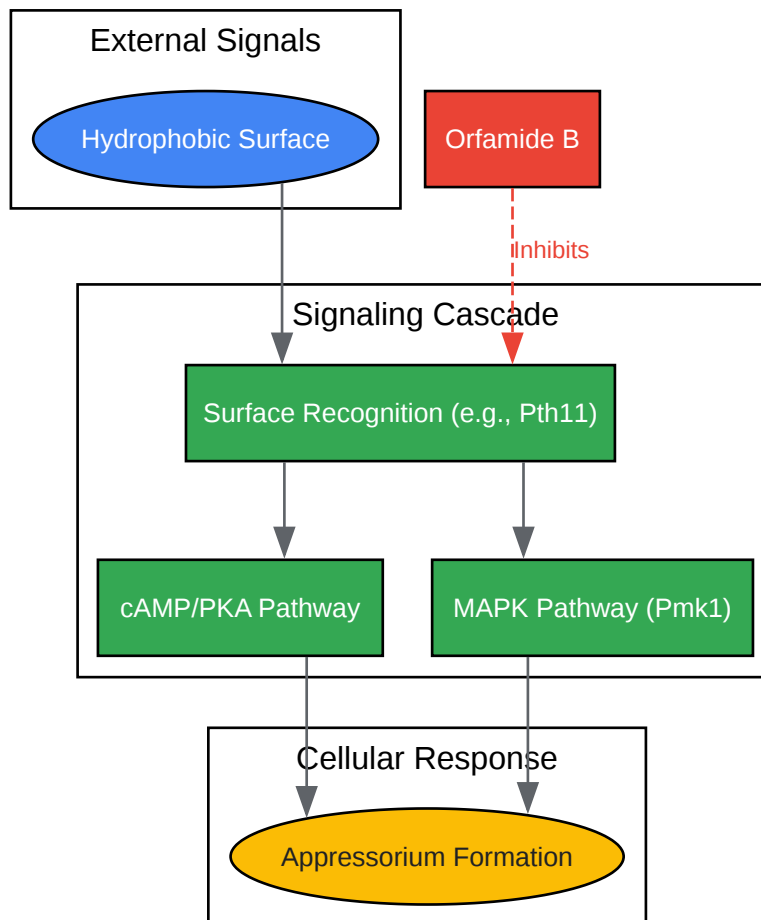 External Signals
Hydrophobic Surface
Orfamide B
Inhibits
Signaling Cascade
Surface Recognition (e.g., Pth11)
cAMP/PKA Pathway
MAPK Pathway (Pmk1)
Cellular Response
Appressorium Formation